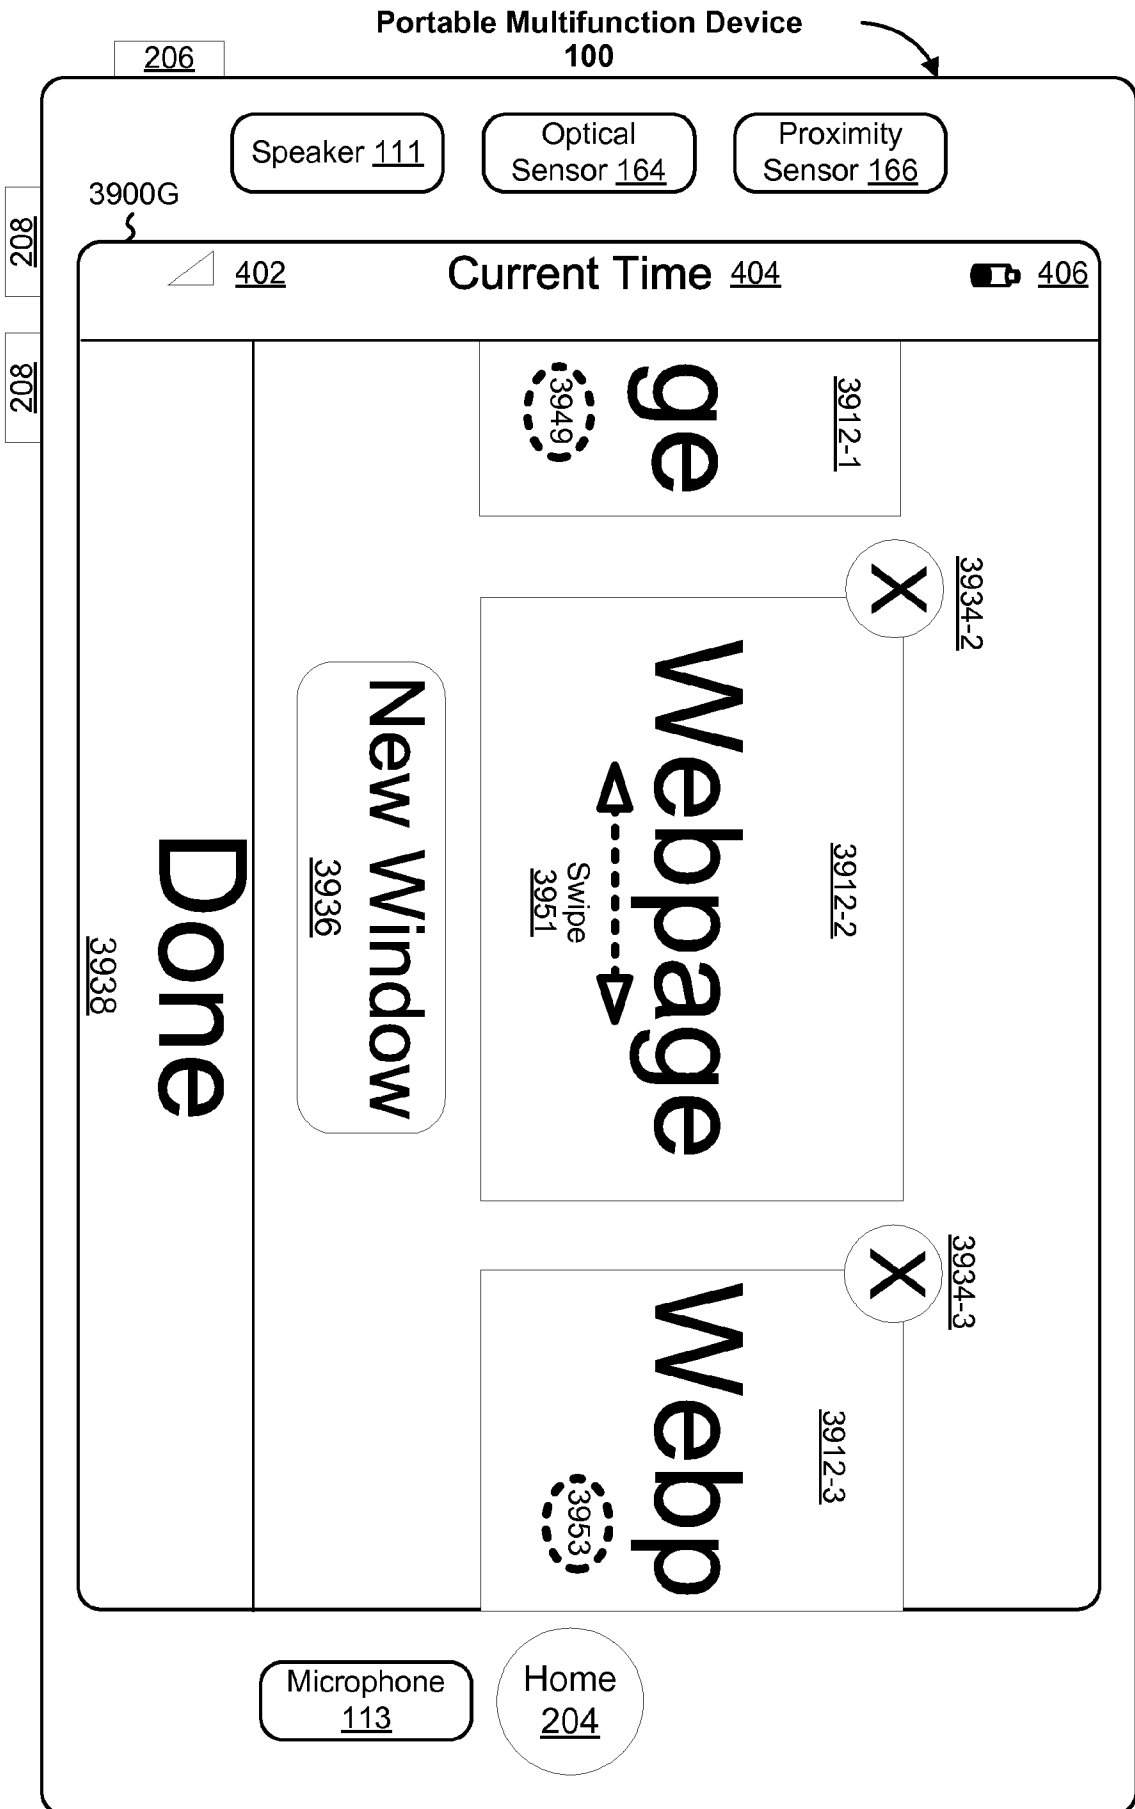 Portable Multifunction Device
100
206
Speaker 111
Optical
Sensor 164
Proximity
Sensor 166
3900G
208
208
402
Current Time 404
406
ge
3912-1
3949
3934-2
X
Webpage
3912-2
Swipe
3951
New Window
3936
Done
3938
3934-3
X
Webp
3912-3
3953
Microphone
113
Home
204